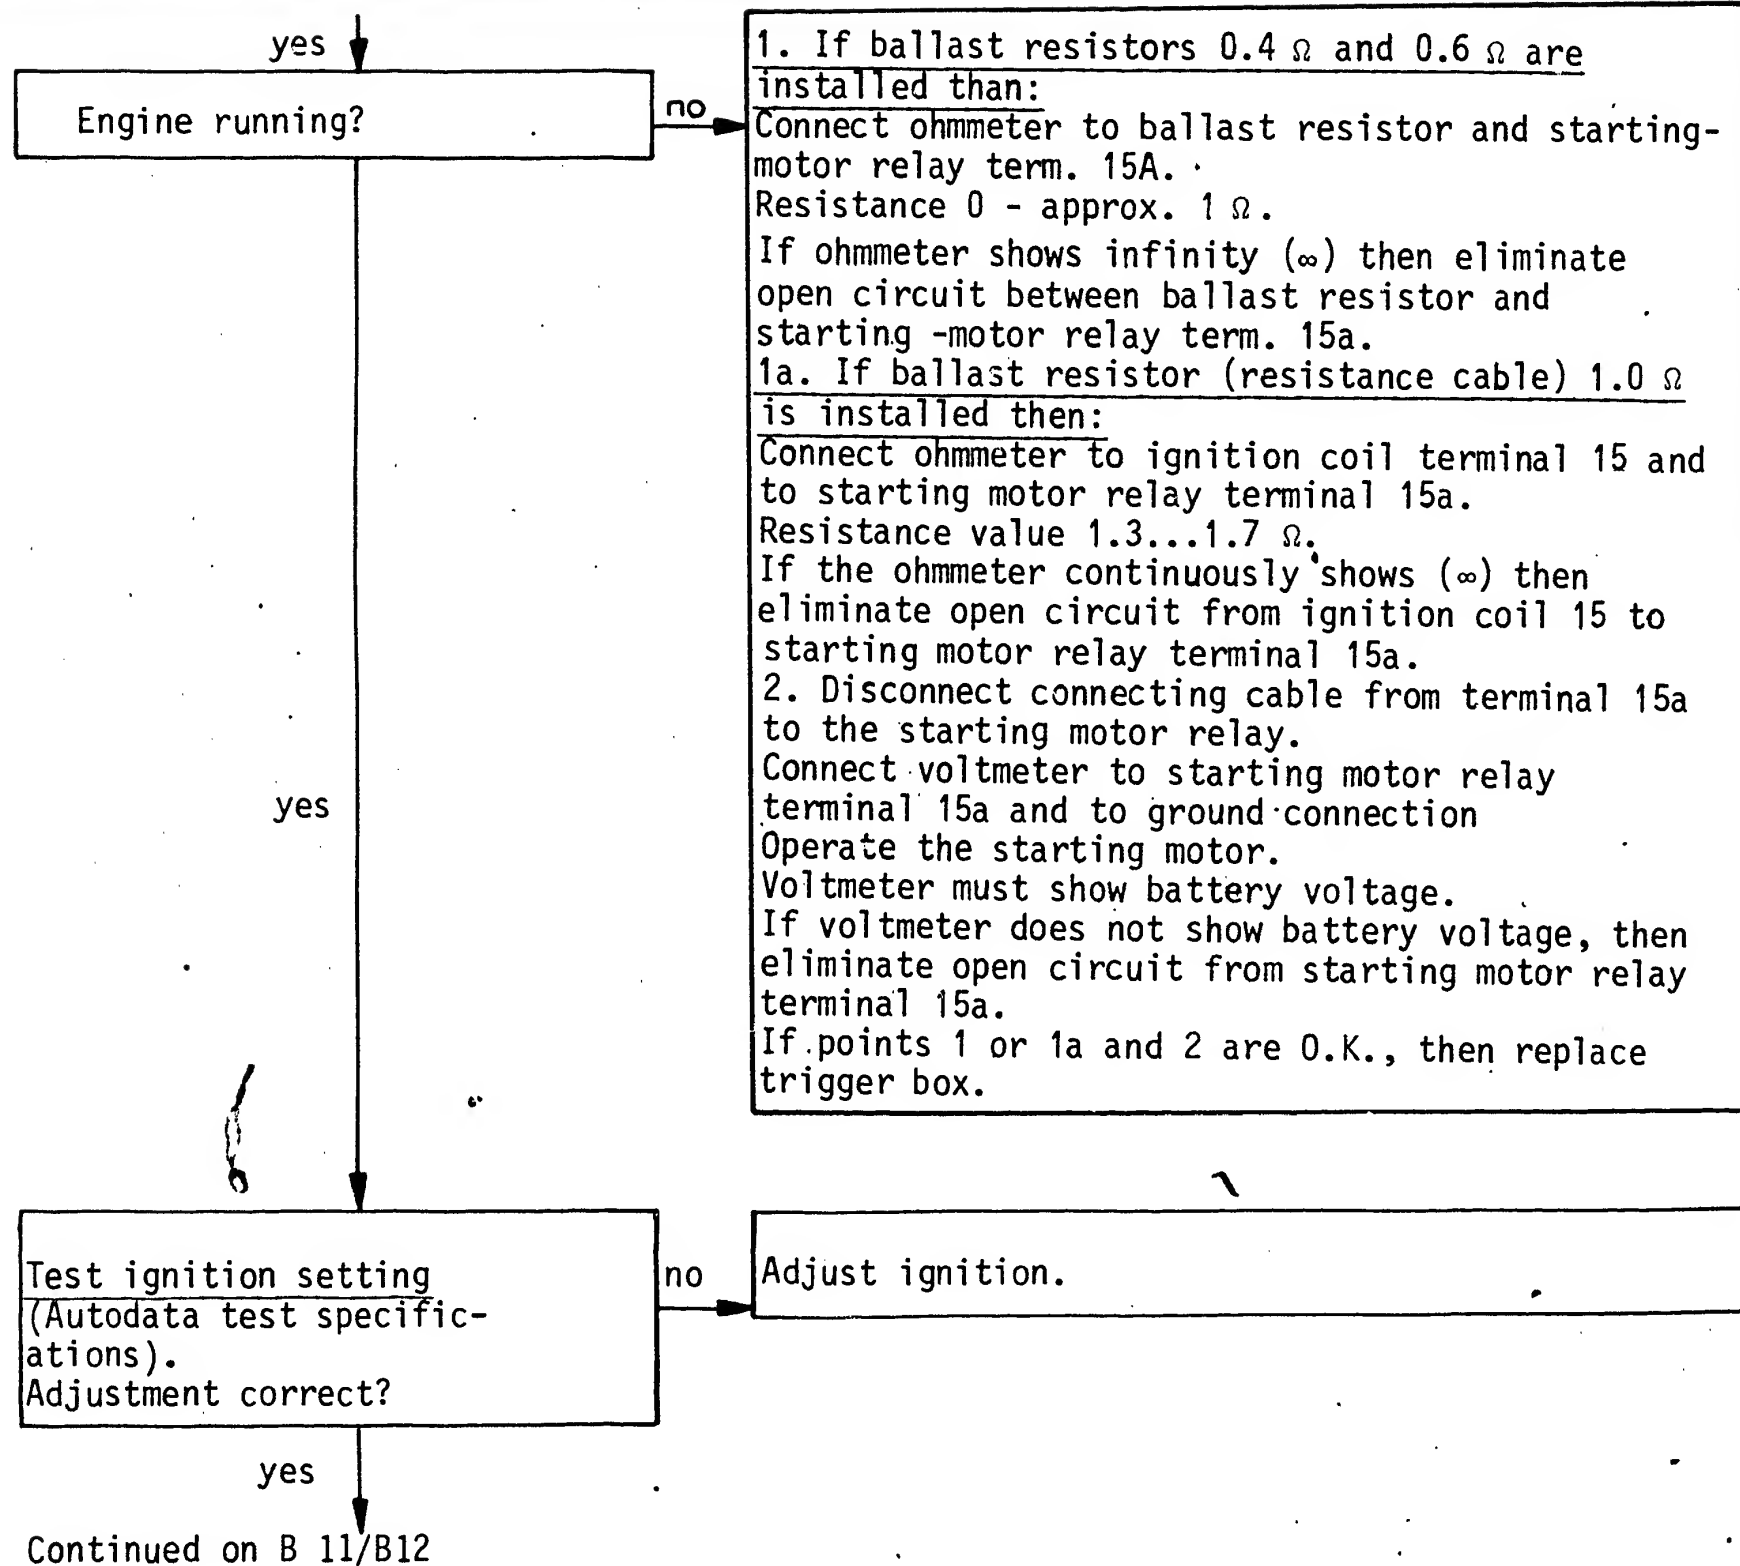 yes
Engine running?
no
1. If ballast resistors 0.4 Ω and 0.6 Ω are
installed than:
Connect ohmmeter to ballast resistor and starting-
motor relay term. 15A.
Resistance 0 - approx. 1 Ω.
If ohmmeter shows infinity (∞) then eliminate
open circuit between ballast resistor and
starting -motor relay term. 15a.
1a. If ballast resistor (resistance cable) 1.0 Ω
is installed then:
Connect ohmmeter to ignition coil terminal 15 and
to starting motor relay terminal 15a.
Resistance value 1.3...1.7 Ω.
If the ohmmeter continuously shows (∞) then
eliminate open circuit from ignition coil 15 to
starting motor relay terminal 15a.
2. Disconnect connecting cable from terminal 15a
to the starting motor relay.
Connect voltmeter to starting motor relay
terminal 15a and to ground connection
Operate the starting motor.
Voltmeter must show battery voltage.
If voltmeter does not show battery voltage, then
eliminate open circuit from starting motor relay
terminal 15a.
If points 1 or 1a and 2 are O.K., then replace
trigger box.
yes
Test ignition setting
(Autodata test specific-
ations).
Adjustment correct?
no
Adjust ignition.
yes
Continued on B 11/B12